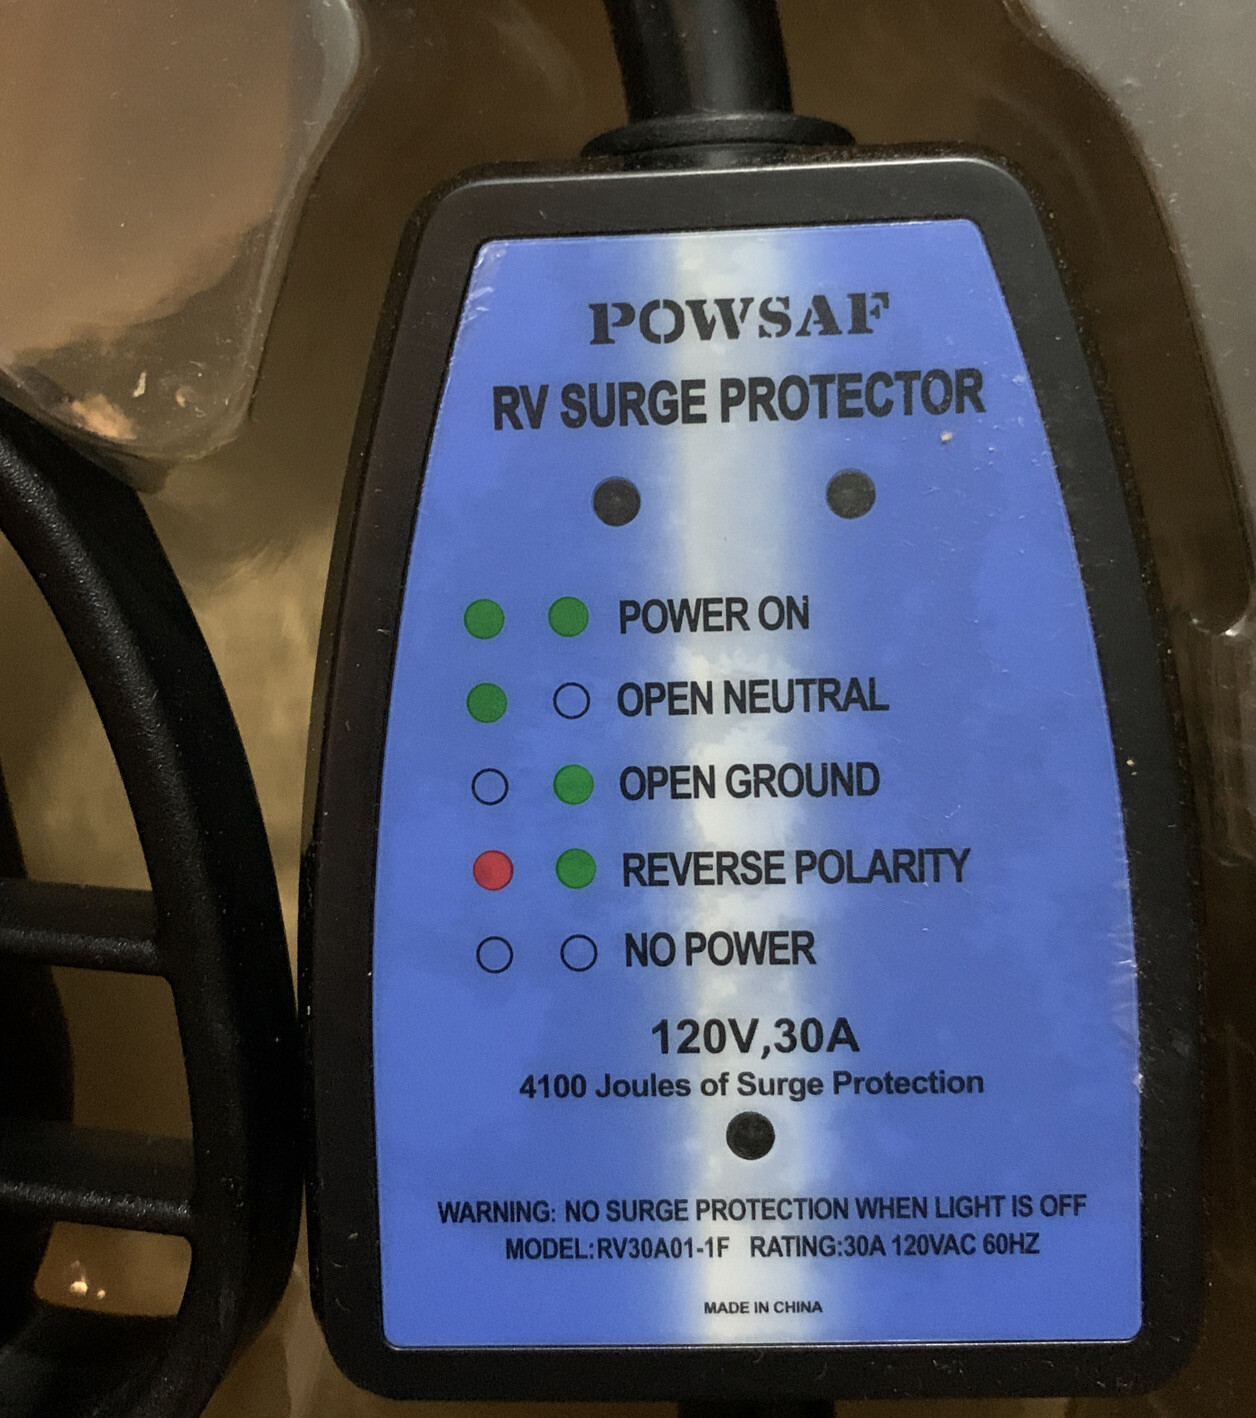 POWSAF
RV SURGE PROTECTOR
POWER ON
OPEN NEUTRAL
OPEN GROUND
REVERSE POLARITY
NO POWER
120V,30A
4100 Joules of Surge Protection
WARNING: NO SURGE PROTECTION WHEN LIGHT IS OFF
MODEL:RV30A01-1F RATING:30A 120VAC 60HZ
MADE IN CHINA